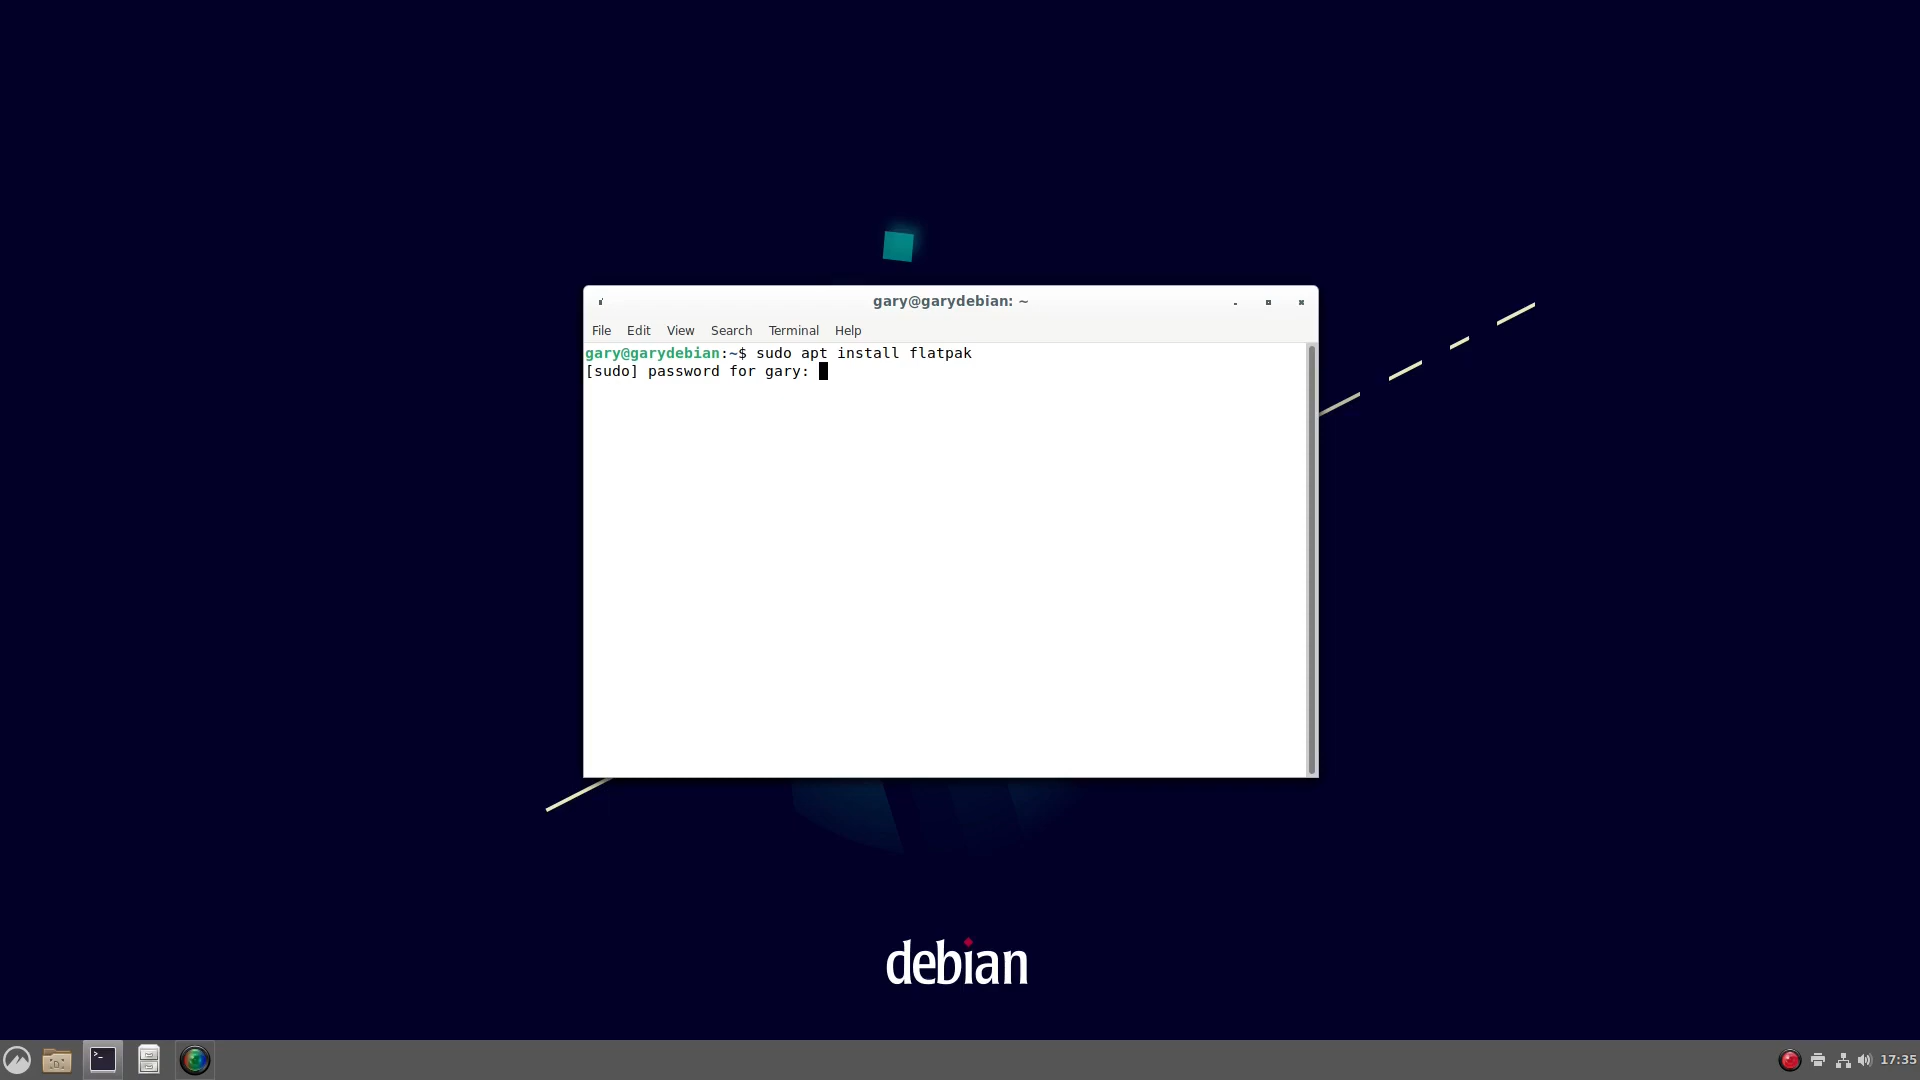 gary@garydebian: ~
File Edit View Search Terminal Help
gary@garydebian:~$ sudo apt install flatpak
[sudo] password for gary:
debian
17:35